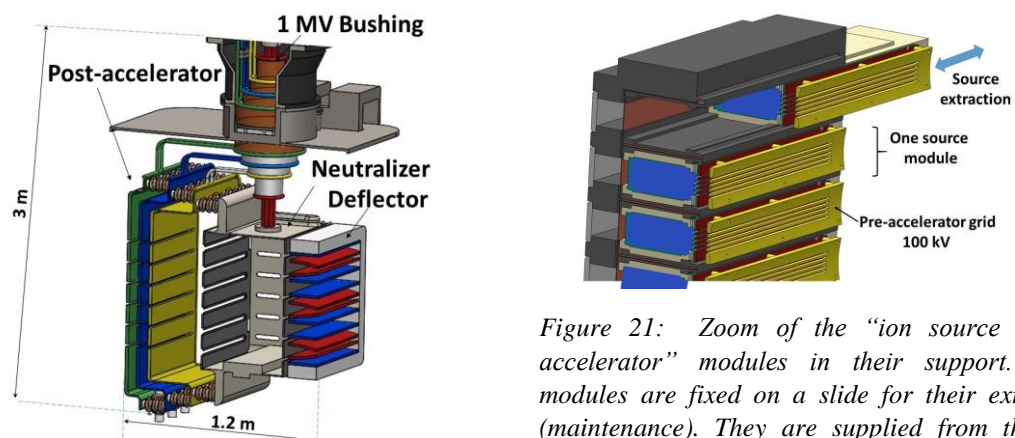 1 MV Bushing
Post-accelerator
Neutralizer
Deflector
3 m
1.2 m
Source
extraction
One source
module
Pre-accelerator grid
100 kV
Figure 21: Zoom of the “ion source
accelerator” modules in their support.
modules are fixed on a slide for their
(maintenance). They are supplied from